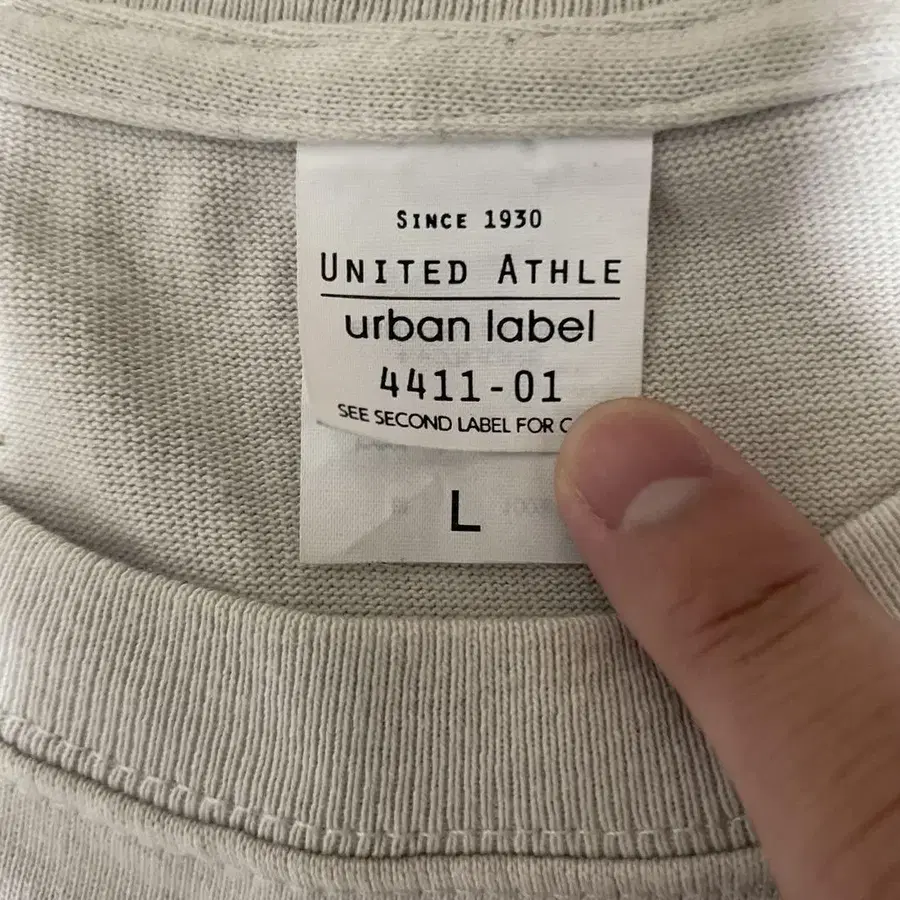 SINCE 1930
UNITED ATHLE
urban label
4411-01
SEE SECOND LABEL FOR
L